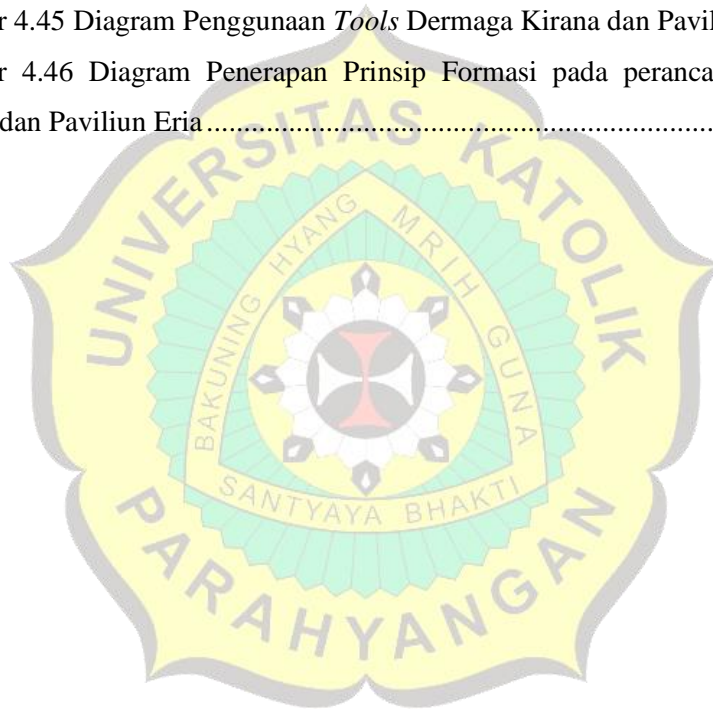 r 4.45 Diagram Penggunaan Tools Dermaga Kirana dan Pavil
r 4.46 Diagram Penerapan Prinsip Formasi pada peranca
dan Paviliun Eria........................................................................
UNIVERSITAS KATOLIK
PARAHYANGAN
BAKUNING HYANG MRIH GUNA
SANTYAYA BHAKTI